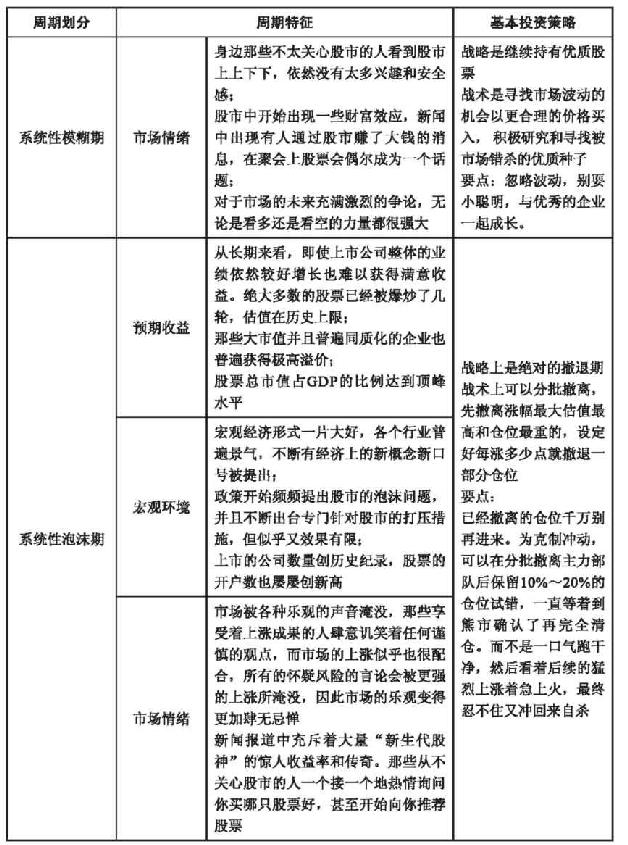 周期划分
周期特征
基本投资策略
系统性模糊期
市场情绪
身边那些不太关心股市的人看到股市
上上下下，依然没有太多兴趣和安全
感；
股市中开始出现一些财富效应，新闻
中出现有人通过股市赚了大钱的消
息，在聚会上股票会偶尔成为一个话
题；
对于市场的未来充满激烈的争论，无
论是看多还是看空的力量都很强大
战略是继续持有优质股
票
战术是寻找市场波动的
机会以更合理的价格买
入，积极研究和寻找被
市场错杀的优质种子
要点：忽略波动，别耍
小聪明，与优秀的企业
一起成长。
系统性泡沫期
预期收益
从长期来看，即使上市公司整体的业
绩依然较好增长也难以获得满意收
益。绝大多数的股票已经被爆炒了几
轮，估值在历史上限；
那些大市值并且普遍同质化的企业也
普遍获得极高溢价；
股票总市值占GDP的比例达到顶峰
水平
宏观环境
宏观经济形式一片大好，各个行业普
遍景气，不断有经济上的新概念新口
号被提出；
政策开始频频提出股市的泡沫问题，
并且不断出台专门针对股市的打压措
施，但似乎又效果有限；
上市的公司数量创历史纪录，股票的
开户数也屡屡创新高
市场情绪
市场被各种乐观的声音淹没，那些享
受着上涨成果的人肆意讥笑着任何谨
慎的观点，而市场的上涨似乎也很配
合，所有的怀疑风险的言论会被更强
的上涨所淹没，因此市场的乐观变得
更加肆无忌惮
新闻报道中充斥着大量“新生代股
神”的惊人收益率和传奇。那些从不
关心股市的人一个接一个地热情询问
你买哪只股票好，甚至开始向你推荐
股票
战略上是绝对的撤退期
战术上可以分批撤离，
先撤离涨幅最大估值最
高和仓位最重的，设定
好每涨多少点就撤退一
部分仓位
要点：
已经撤离的仓位千万别
再进来。为克制冲动，
可以在分批撤离主力部
队后保留10%～20%的
仓位试错，一直等着到
熊市确认了再完全清
仓。而不是一口气跑干
净，然后看着后续的猛
烈上涨着急上火，最终
忍不住又冲回来自杀